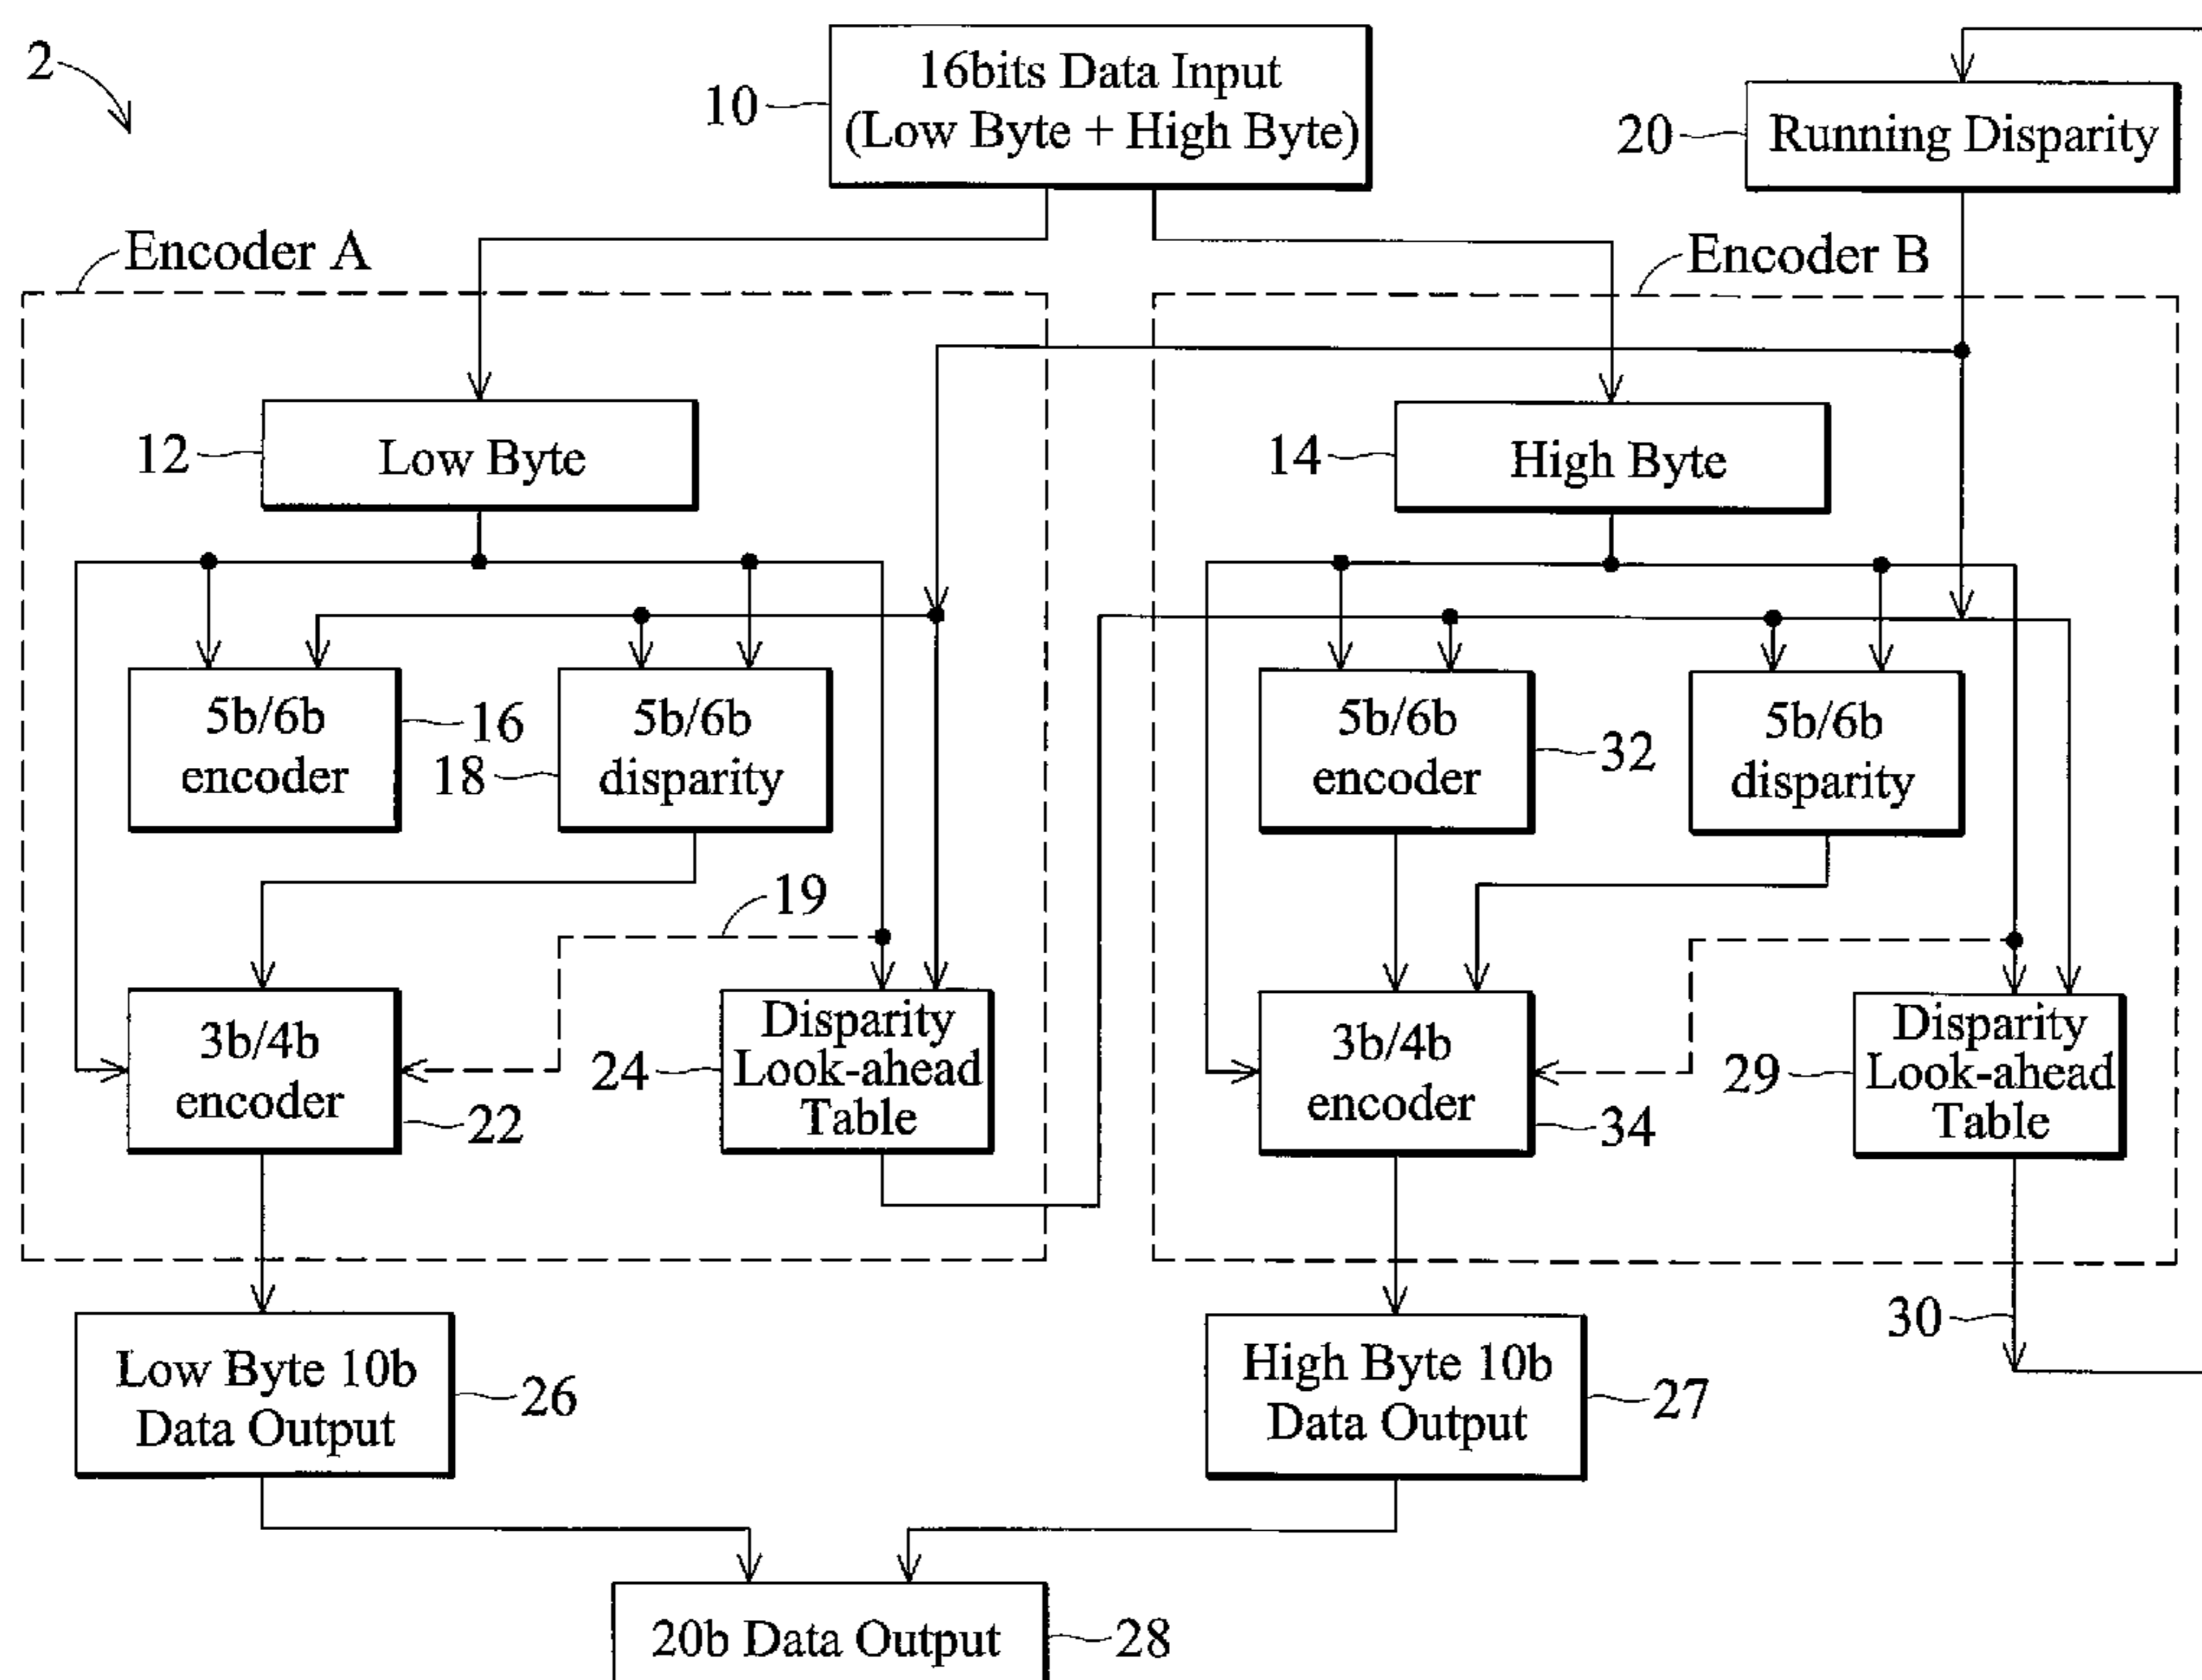 2
10
16bits Data Input
(Low Byte + High Byte)
20
Running Disparity
Encoder A
Encoder B
12
Low Byte
14
High Byte
5b/6b
encoder
16
18
5b/6b
disparity
5b/6b
encoder
32
5b/6b
disparity
19
3b/4b
encoder
22
24
Disparity
Look-ahead
Table
3b/4b
encoder
34
29
Disparity
Look-ahead
Table
30
Low Byte 10b
Data Output
26
High Byte 10b
Data Output
27
20b Data Output
28